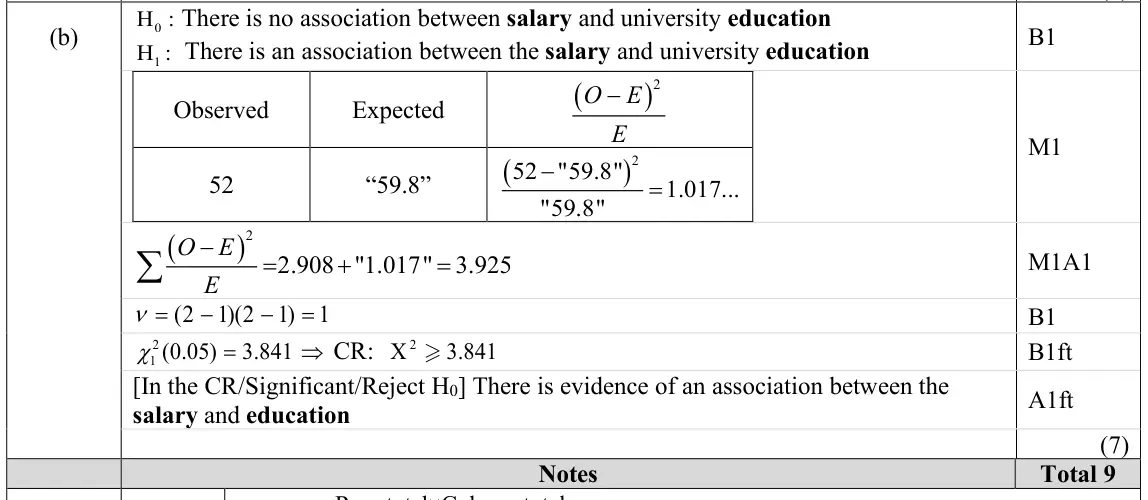 (b)
H₀ : There is no association between salary and university education
H₁ : There is an association between the salary and university education
B1
Observed Expected (O − E)²/E
52 “59.8” (52 − "59.8")²/"59.8" = 1.017...
M1
∑ (O − E)²/E =2.908 + "1.017" = 3.925
M1A1
ν = (2 − 1)(2 − 1) = 1
B1
χ₁²(0.05) = 3.841 ⇒ CR: X² ⩾ 3.841
B1ft
[In the CR/Significant/Reject H₀] There is evidence of an association between the
salary and education
A1ft
(7)
Notes Total 9